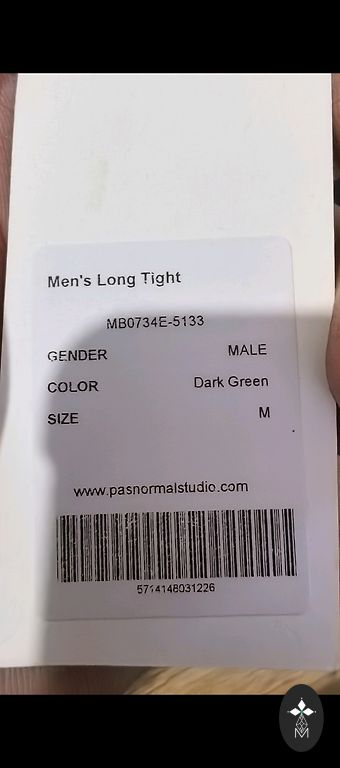 Men's Long Tight
MB0734E-5133
GENDER MALE
COLOR Dark Green
SIZE M
www.pasnormalstudio.com
5714148031226
M